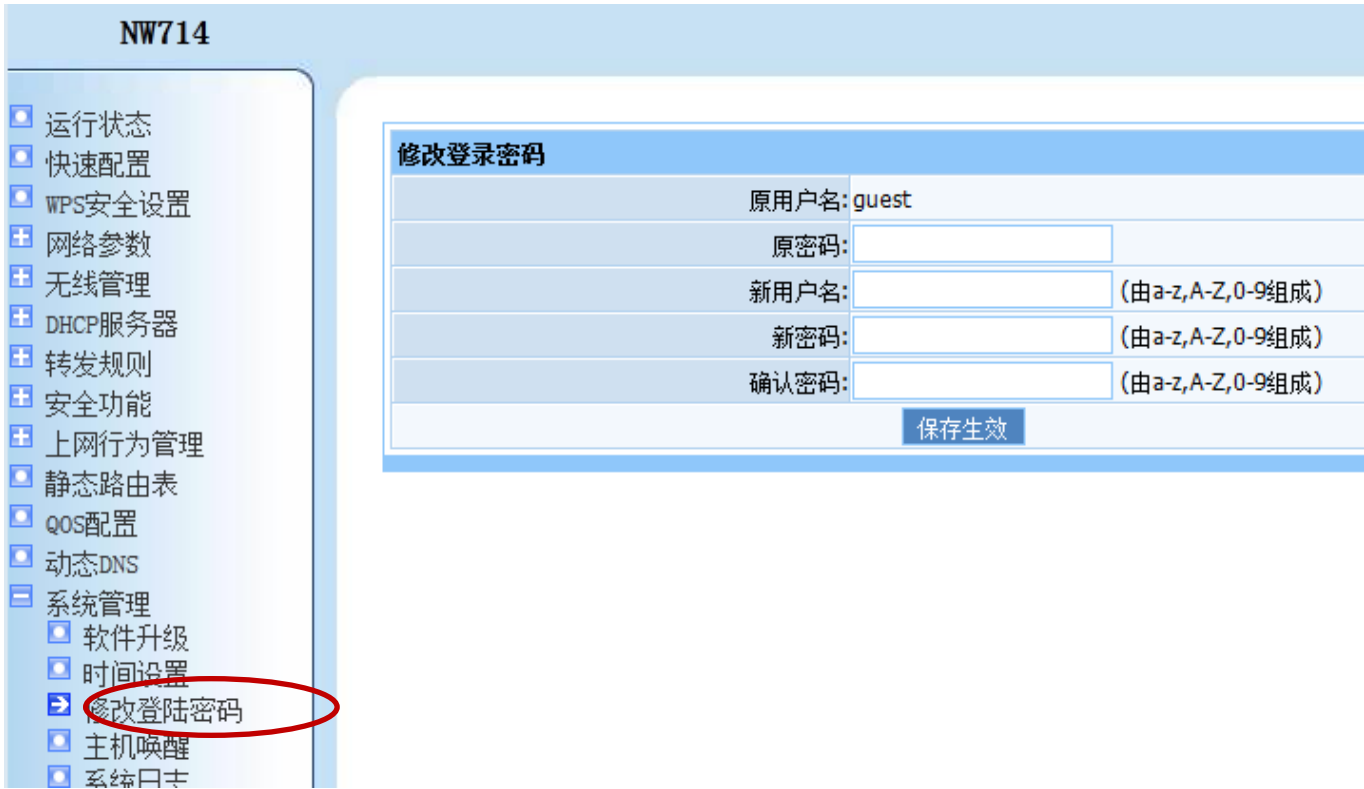 NW714
运行状态
快速配置
WPS安全设置
网络参数
无线管理
DHCP服务器
转发规则
安全功能
上网行为管理
静态路由表
QOS配置
动态DNS
系统管理
软件升级
时间设置
修改登陆密码
主机唤醒
系统日志
修改登录密码
原用户名: guest
原密码:
新用户名: (由a-z,A-Z,0-9组成)
新密码: (由a-z,A-Z,0-9组成)
确认密码: (由a-z,A-Z,0-9组成)
保存生效